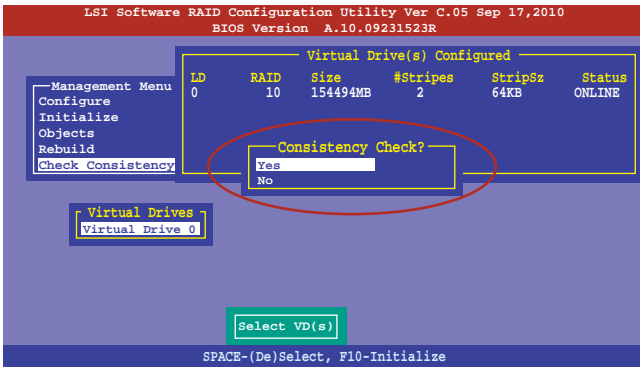 LSI Software RAID Configuration Utility Ver C.05 Sep 17,2010
BIOS Version A.10.09231523R
Virtual Drive(s) Configured
LD RAID Size #Stripes StripSz Status
0 10 154494MB 2 64KB ONLINE
Management Menu
Configure
Initialize
Objects
Rebuild
Check Consistency
Consistency Check?
Yes
No
Virtual Drives
Virtual Drive 0
Select VD(s)
SPACE-(De)Select, F10-Initialize